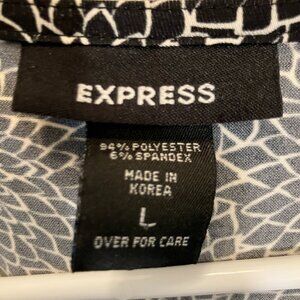 EXPRESS
94% POLYESTER
6% SPANDEX
MADE IN
KOREA
L
OVER FOR CARE